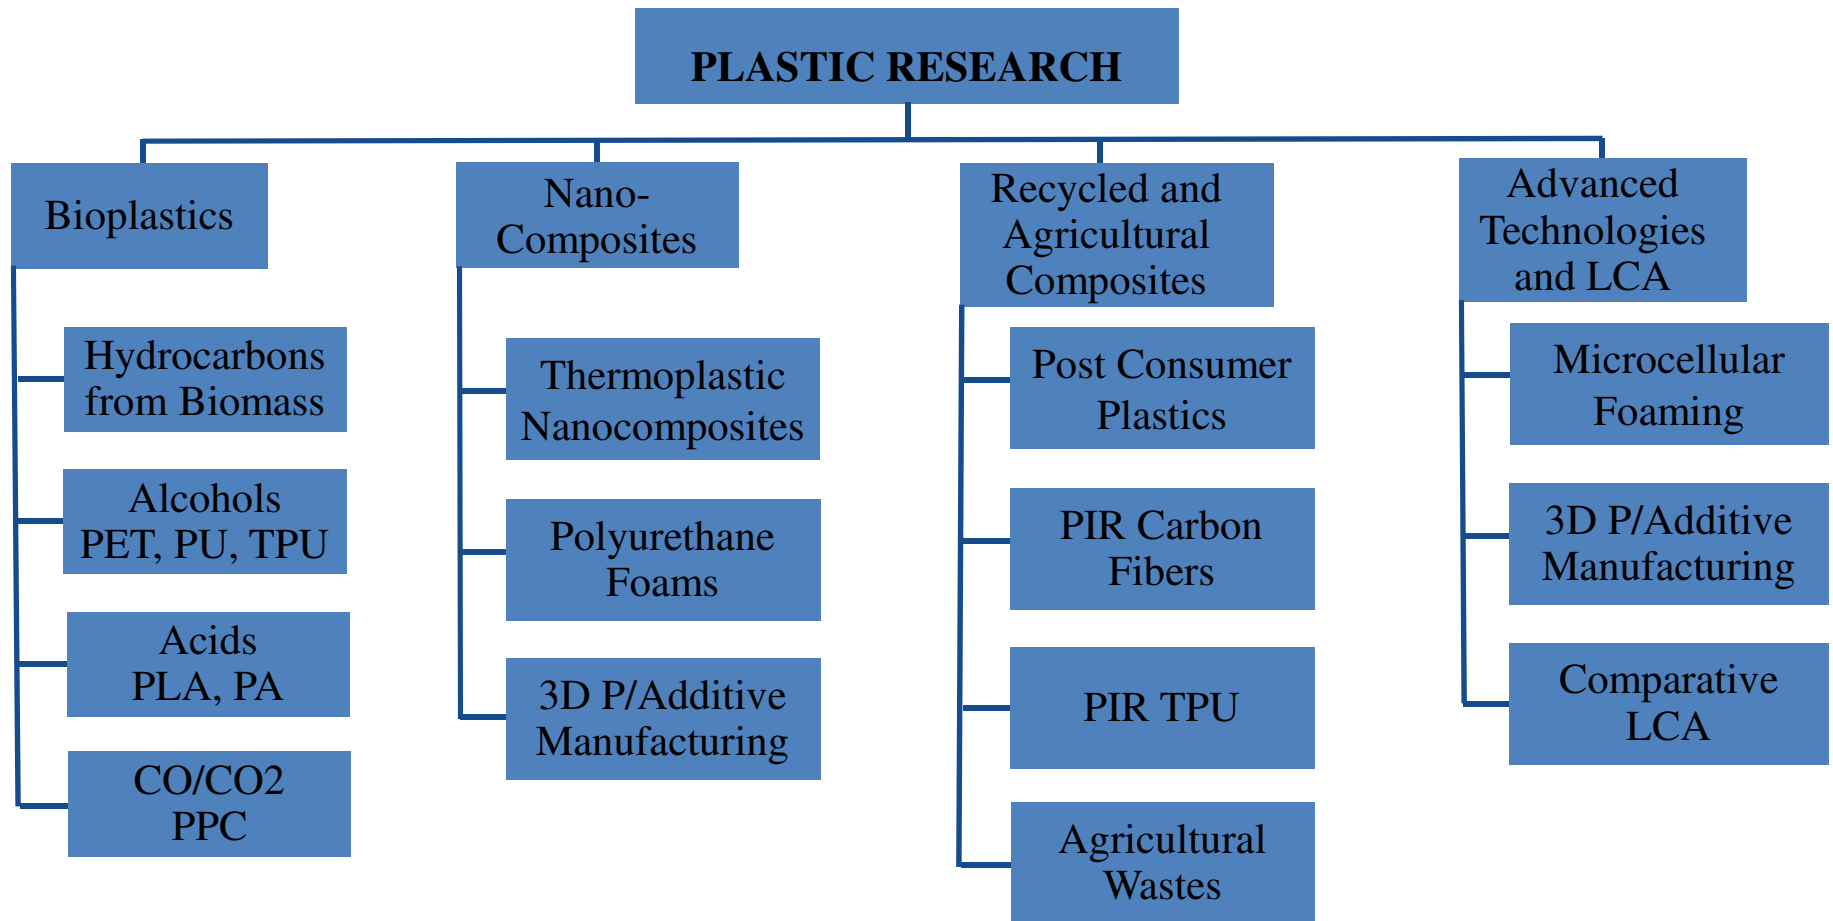 PLASTIC RESEARCH
Bioplastics
Hydrocarbons
from Biomass
Alcohols
PET, PU, TPU
Acids
PLA, PA
CO/CO2
PPC
Nano-
Composites
Thermoplastic
Nanocomposites
Polyurethane
Foams
3D P/Additive
Manufacturing
Recycled and
Agricultural
Composites
Post Consumer
Plastics
PIR Carbon
Fibers
PIR TPU
Agricultural
Wastes
Advanced
Technologies
and LCA
Microcellular
Foaming
3D P/Additive
Manufacturing
Comparative
LCA